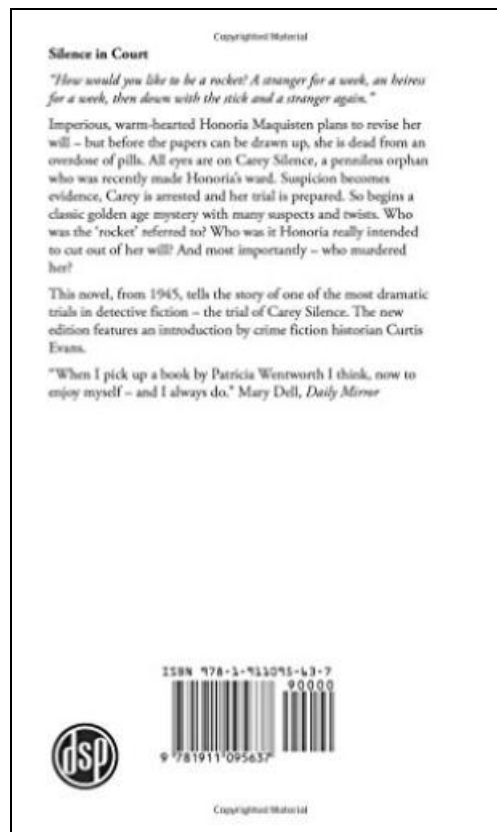 Copyrighted Material
Silence in Court
"How would you like to be a rocket? A stranger for a week, an heiress
for a week, then down with the stick and a stranger again."
Imperious, warm-hearted Honoria Maquisten plans to revise her
will – but before the papers can be drawn up, she is dead from an
overdose of pills. All eyes are on Carey Silence, a penniless orphan
who was recently made Honoria's ward. Suspicion becomes
evidence, Carey is arrested and her trial is prepared. So begins a
classic golden age mystery with many suspects and twists. Who
was the 'rocket' referred to? Who was it Honoria really intended
to cut out of her will? And most importantly – who murdered
her?
This novel, from 1945, tells the story of one of the most dramatic
trials in detective fiction – the trial of Carey Silence. The new
edition features an introduction by crime fiction historian Curtis
Evans.
"When I pick up a book by Patricia Wentworth I think, now to
enjoy myself – and I always do." Mary Dell, Daily Mirror
ISBN 978-1-911095-63-7
90000
9 781911 095637
dsp
Copyrighted Material